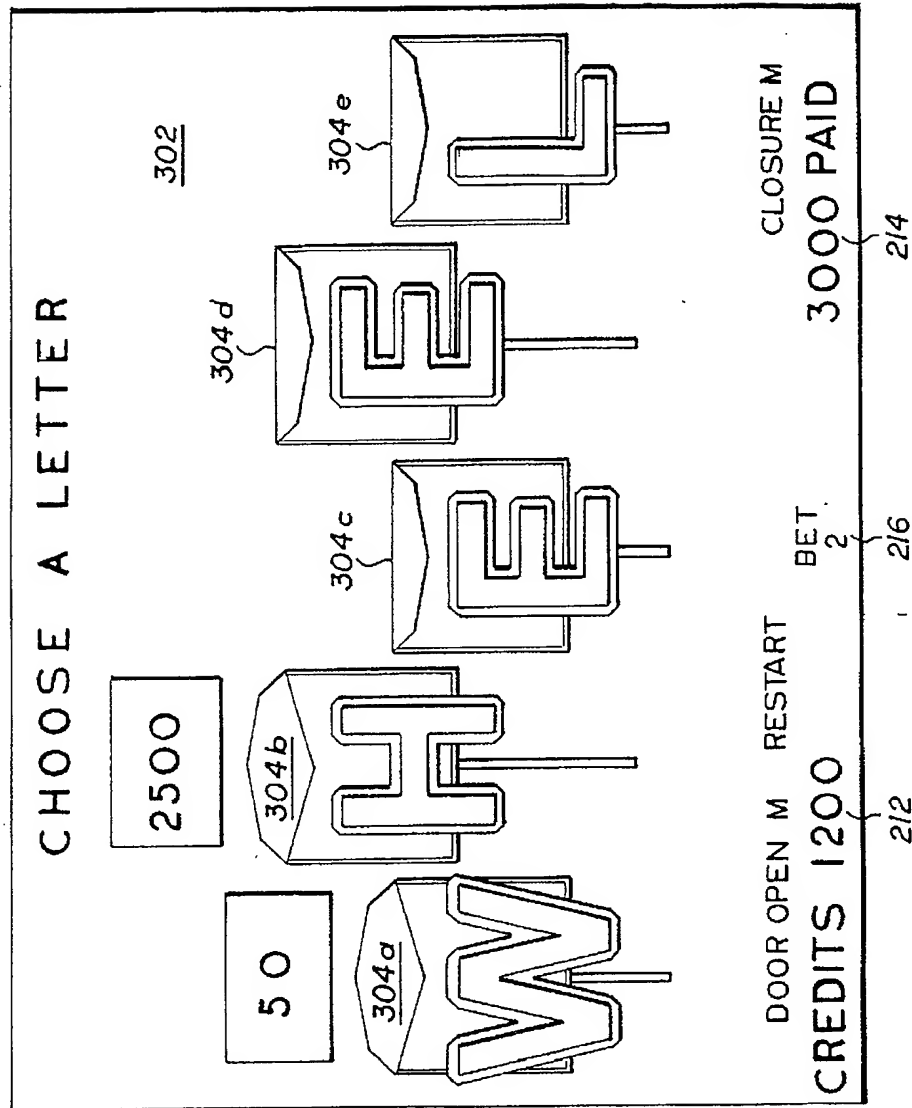 CHOOSE A LETTER
302
50
2500
304a
304b
304c
304d
304e
W
H
E
E
L
DOOR OPEN M RESTART
BET
CLOSURE M
CREDITS 1200
2
3000 PAID
212
216
214